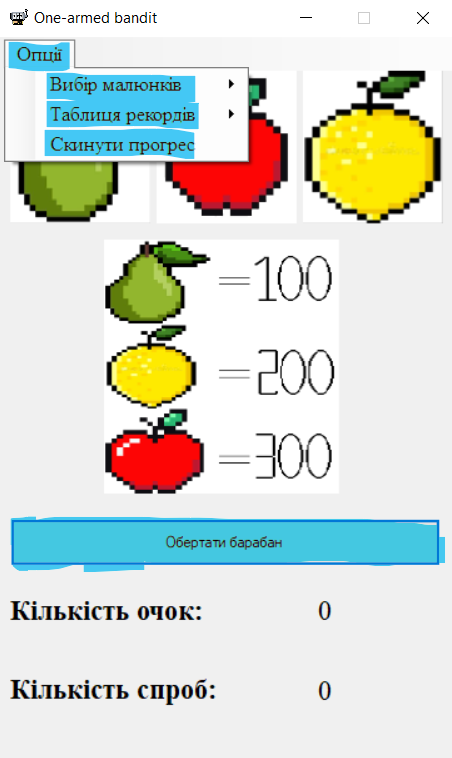 One-armed bandit
Опції
Вибір малюнків
Таблиця рекордів
Скинути прогрес
=100
=200
=300
Обертати барабан
Кількість очок: 0
Кількість спроб: 0